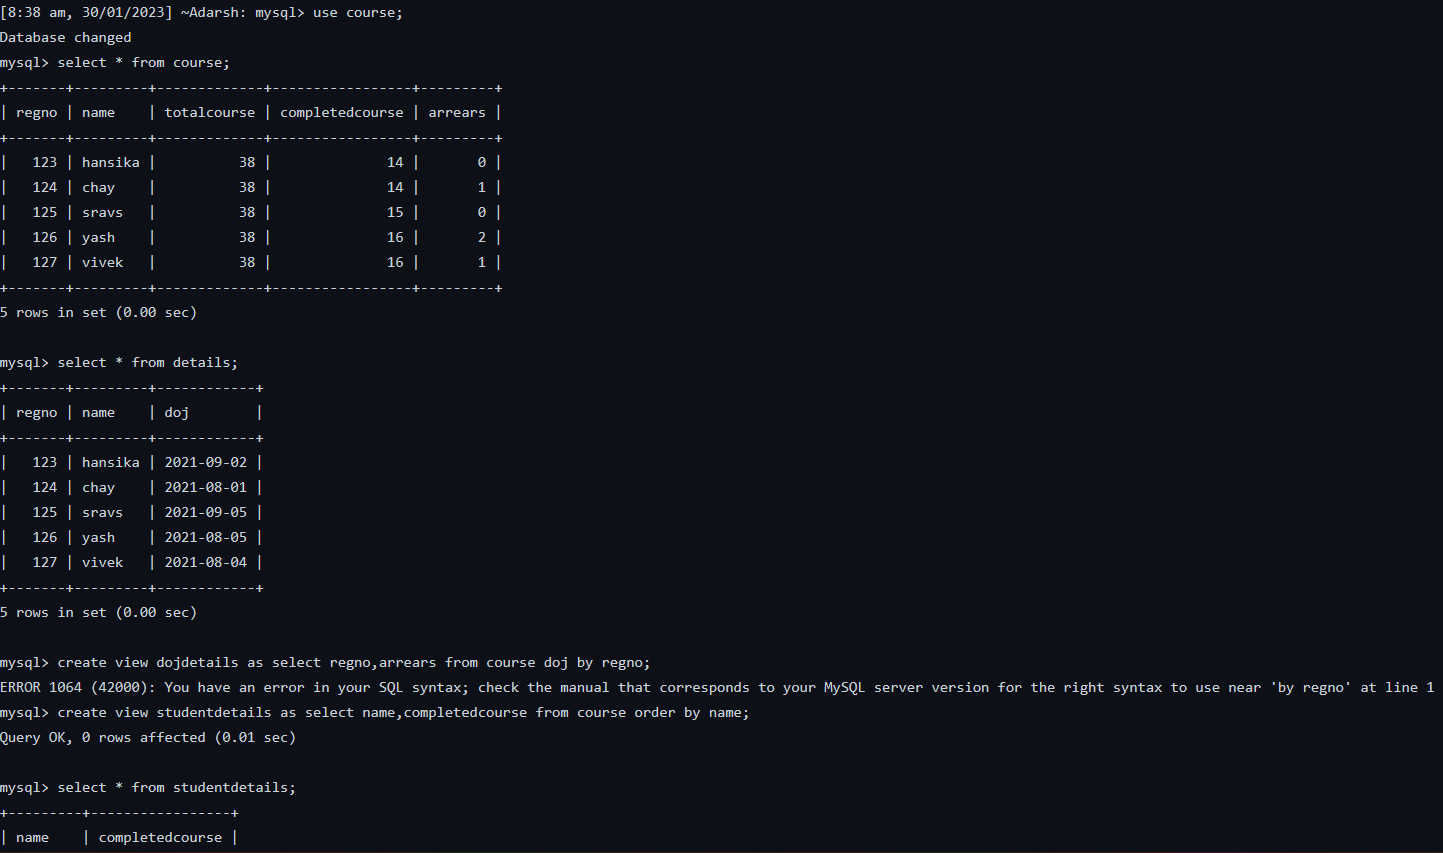 [8:38 am, 30/01/2023] ~Adarsh: mysql> use course;
Database changed
mysql> select * from course;
+-------+---------+-------------+-----------------+---------+
| regno | name    | totalcourse | completedcourse | arrears |
+-------+---------+-------------+-----------------+---------+
|   123 | hansika |          38 |              14 |       0 |
|   124 | chay    |          38 |              14 |       1 |
|   125 | sravs   |          38 |              15 |       0 |
|   126 | yash    |          38 |              16 |       2 |
|   127 | vivek   |          38 |              16 |       1 |
+-------+---------+-------------+-----------------+---------+
5 rows in set (0.00 sec)

mysql> select * from details;
+-------+---------+------------+
| regno | name    | doj        |
+-------+---------+------------+
|   123 | hansika | 2021-09-02 |
|   124 | chay    | 2021-08-01 |
|   125 | sravs   | 2021-09-05 |
|   126 | yash    | 2021-08-05 |
|   127 | vivek   | 2021-08-04 |
+-------+---------+------------+
5 rows in set (0.00 sec)

mysql> create view dojdetails as select regno,arrears from course doj by regno;
ERROR 1064 (42000): You have an error in your SQL syntax; check the manual that corresponds to your MySQL server version for the right syntax to use near 'by regno' at line 1
mysql> create view studentdetails as select name,completedcourse from course order by name;
Query OK, 0 rows affected (0.01 sec)

mysql> select * from studentdetails;
+---------+-----------------+
| name    | completedcourse |